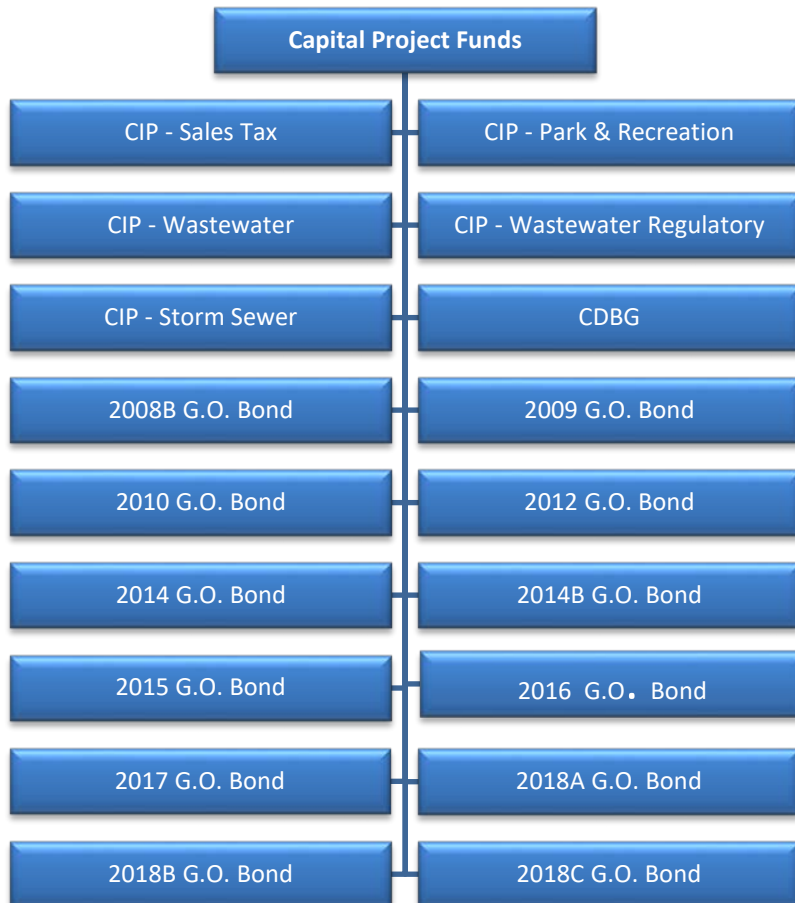 Capital Project Funds
CIP - Sales Tax
CIP - Park & Recreation
CIP - Wastewater
CIP - Wastewater Regulatory
CIP - Storm Sewer
CDBG
2008B G.O. Bond
2009 G.O. Bond
2010 G.O. Bond
2012 G.O. Bond
2014 G.O. Bond
2014B G.O. Bond
2015 G.O. Bond
2016 G.O. Bond
2017 G.O. Bond
2018A G.O. Bond
2018B G.O. Bond
2018C G.O. Bond